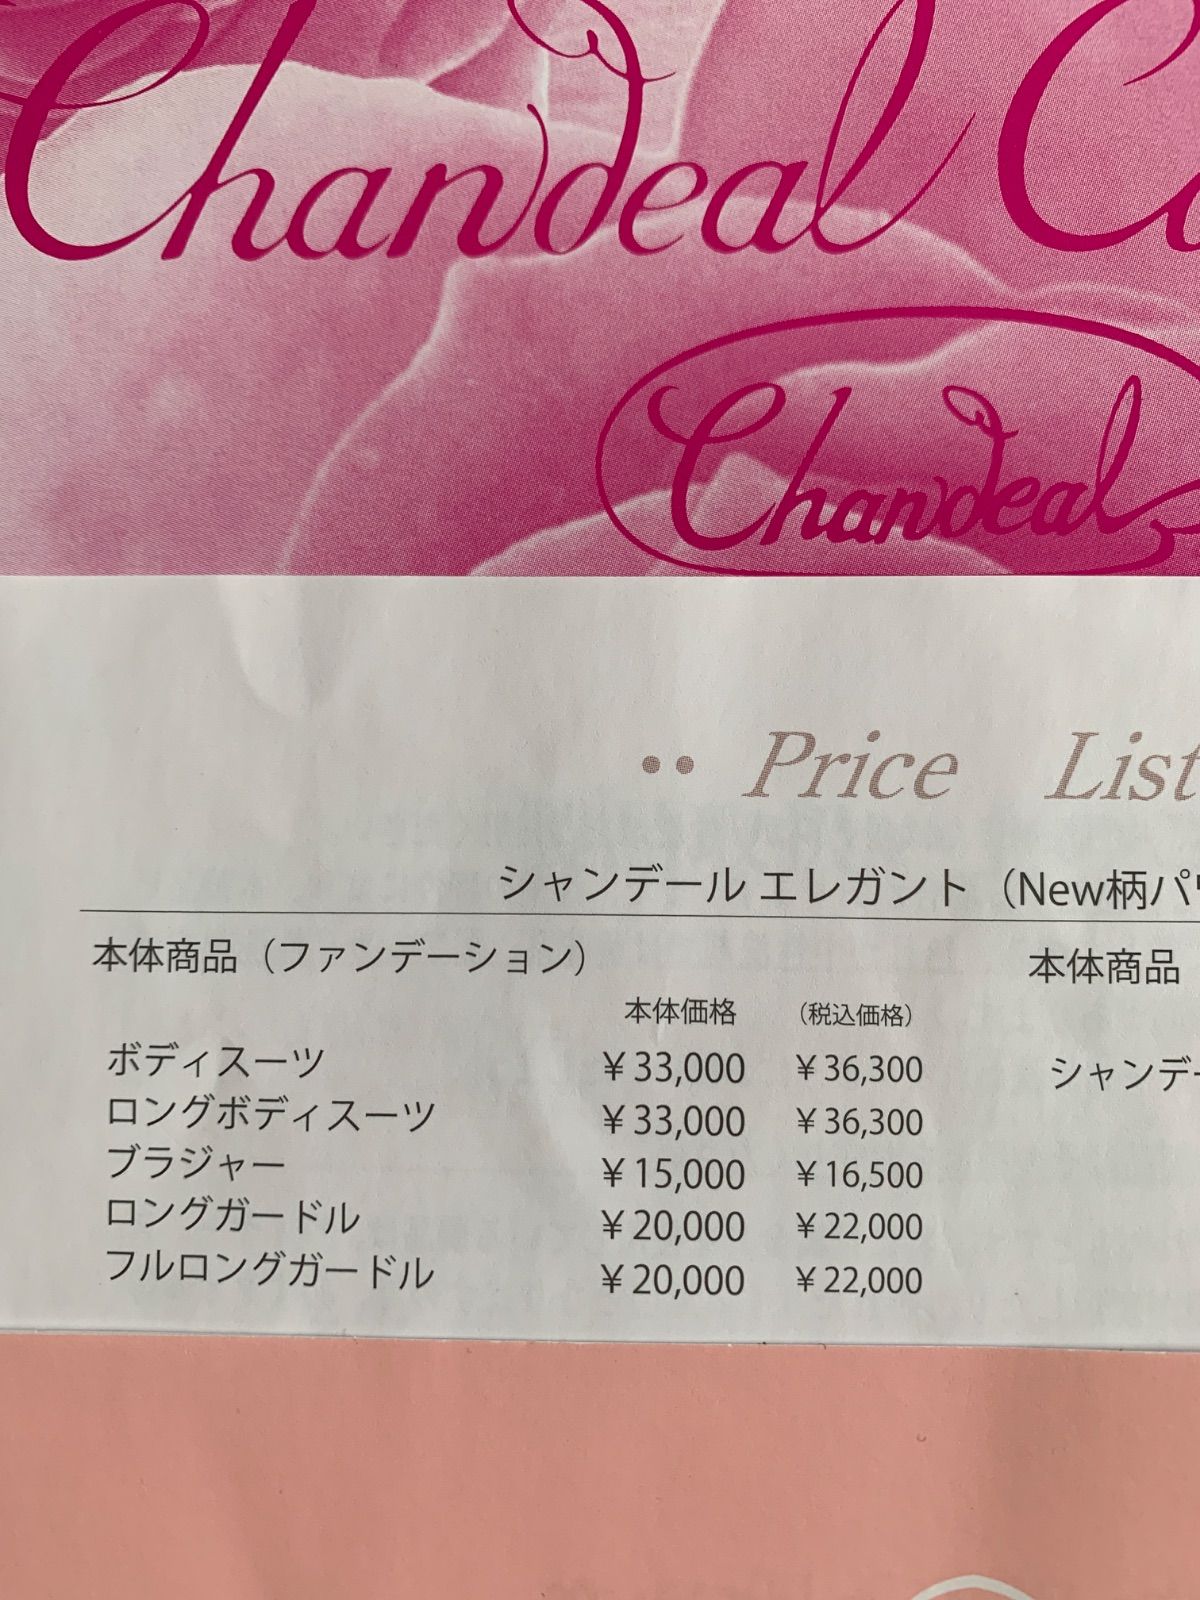 Chandeal
Chandeal
Price List
シャンデール エレガント（New柄パ
本体商品（ファンデーション）
本体商品
本体価格 （税込価格）
ボディスーツ ￥33,000 ￥36,300
シャンデー
ロングボディスーツ ￥33,000 ￥36,300
ブラジャー ￥15,000 ￥16,500
ロングガードル ￥20,000 ￥22,000
フルロングガードル ￥20,000 ￥22,000